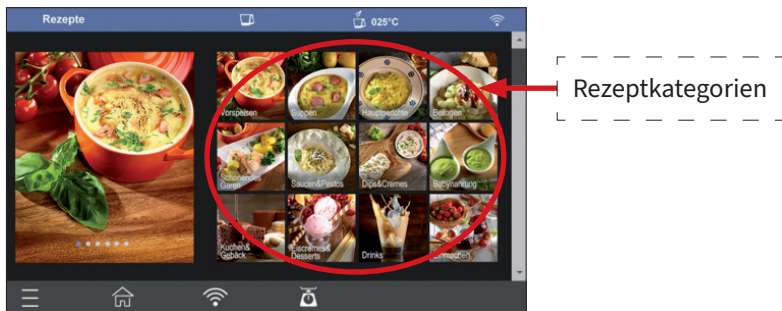 Rezepte
025°C
Rezeptkategorien
Vorspeisen
Suppen
Hauptgerichte
Beilagen
Schonendes
Garen
Saucen&Pestos
Dips&Cremes
Babynahrung
Kuchen&
Gebäck
Eiscremes&
Desserts
Drinks
Einmachen